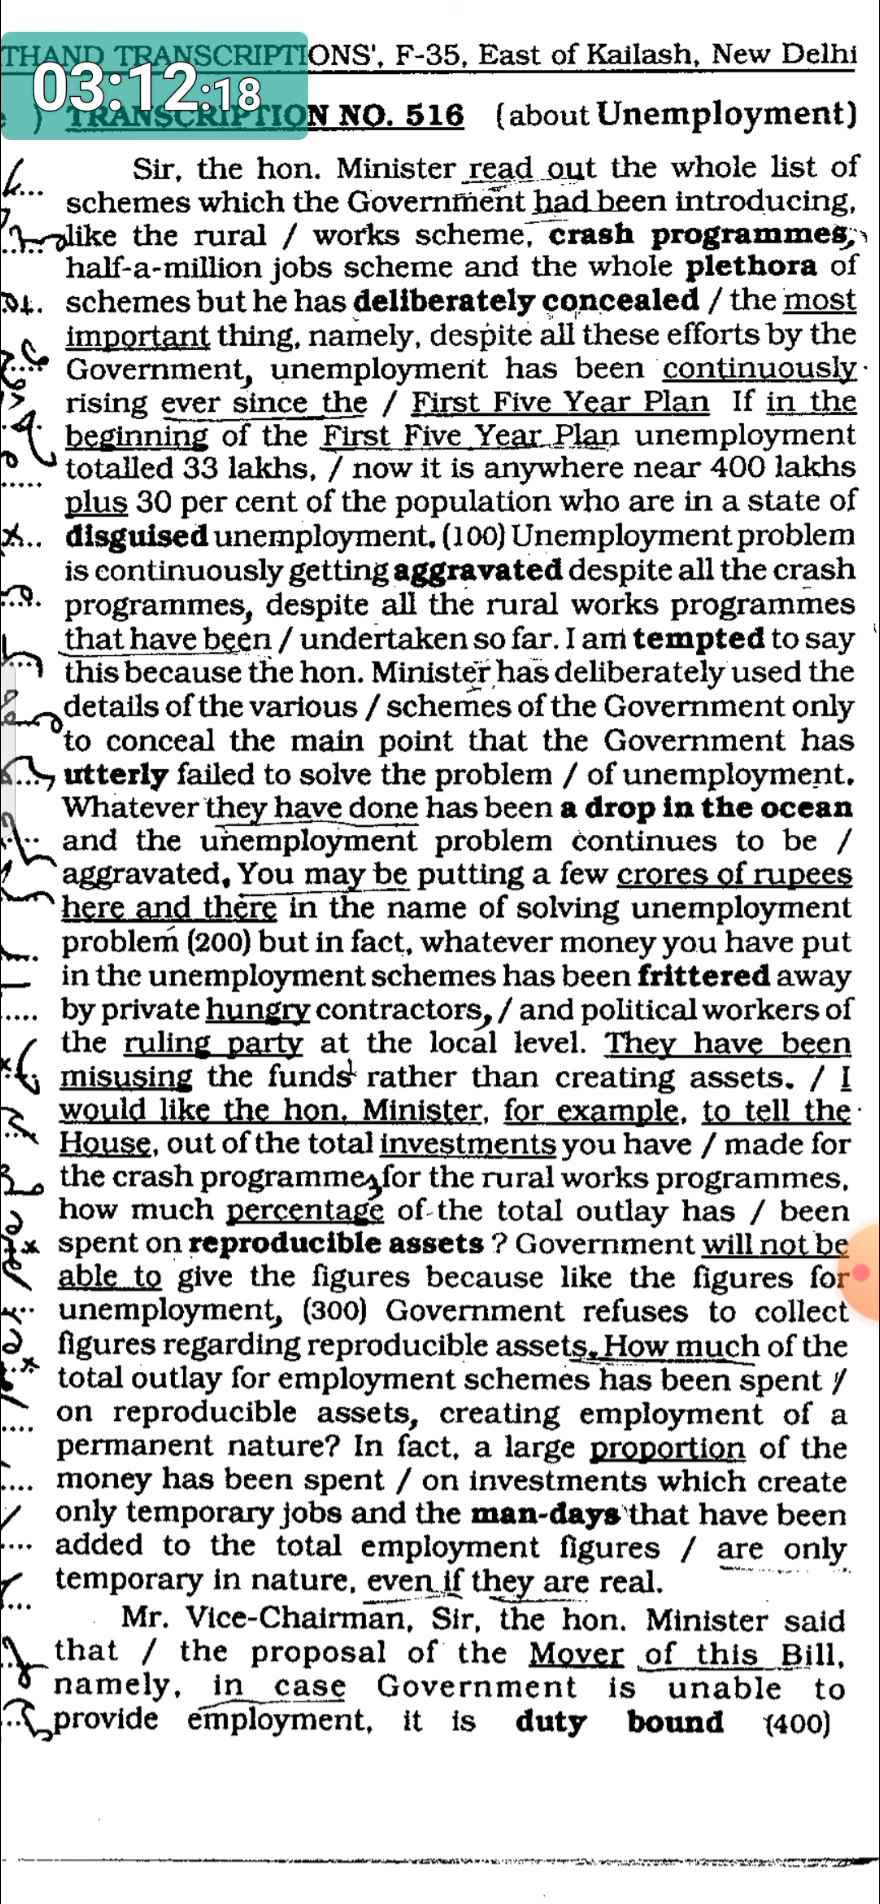 THAND TRANSCRIPTIONS', F-35, East of Kailash, New Delhi
03:12:18
) TRANSCRIPTION NO. 516 (about Unemployment)
Sir, the hon. Minister read out the whole list of
schemes which the Government had been introducing,
like the rural / works scheme, crash programmes,
half-a-million jobs scheme and the whole plethora of
schemes but he has deliberately concealed / the most
important thing, namely, despite all these efforts by the
Government, unemployment has been continuously
rising ever since the / First Five Year Plan If in the
beginning of the First Five Year Plan unemployment
totalled 33 lakhs, / now it is anywhere near 400 lakhs
plus 30 per cent of the population who are in a state of
disguised unemployment. (100) Unemployment problem
is continuously getting aggravated despite all the crash
programmes, despite all the rural works programmes
that have been / undertaken so far. I am tempted to say
this because the hon. Minister has deliberately used the
details of the various / schemes of the Government only
to conceal the main point that the Government has
utterly failed to solve the problem / of unemployment.
Whatever they have done has been a drop in the ocean
and the unemployment problem continues to be /
aggravated. You may be putting a few crores of rupees
here and there in the name of solving unemployment
problem (200) but in fact, whatever money you have put
in the unemployment schemes has been frittered away
by private hungry contractors, / and political workers of
the ruling party at the local level. They have been
misusing the funds rather than creating assets. / I
would like the hon. Minister, for example, to tell the
House, out of the total investments you have / made for
the crash programme, for the rural works programmes,
how much percentage of the total outlay has / been
spent on reproducible assets ? Government will not be
able to give the figures because like the figures for
unemployment, (300) Government refuses to collect
figures regarding reproducible assets. How much of the
total outlay for employment schemes has been spent /
on reproducible assets, creating employment of a
permanent nature? In fact, a large proportion of the
money has been spent / on investments which create
only temporary jobs and the man-days that have been
added to the total employment figures / are only
temporary in nature, even if they are real.
Mr. Vice-Chairman, Sir, the hon. Minister said
that / the proposal of the Mover of this Bill,
namely, in case Government is unable to
provide employment, it is duty bound (400)